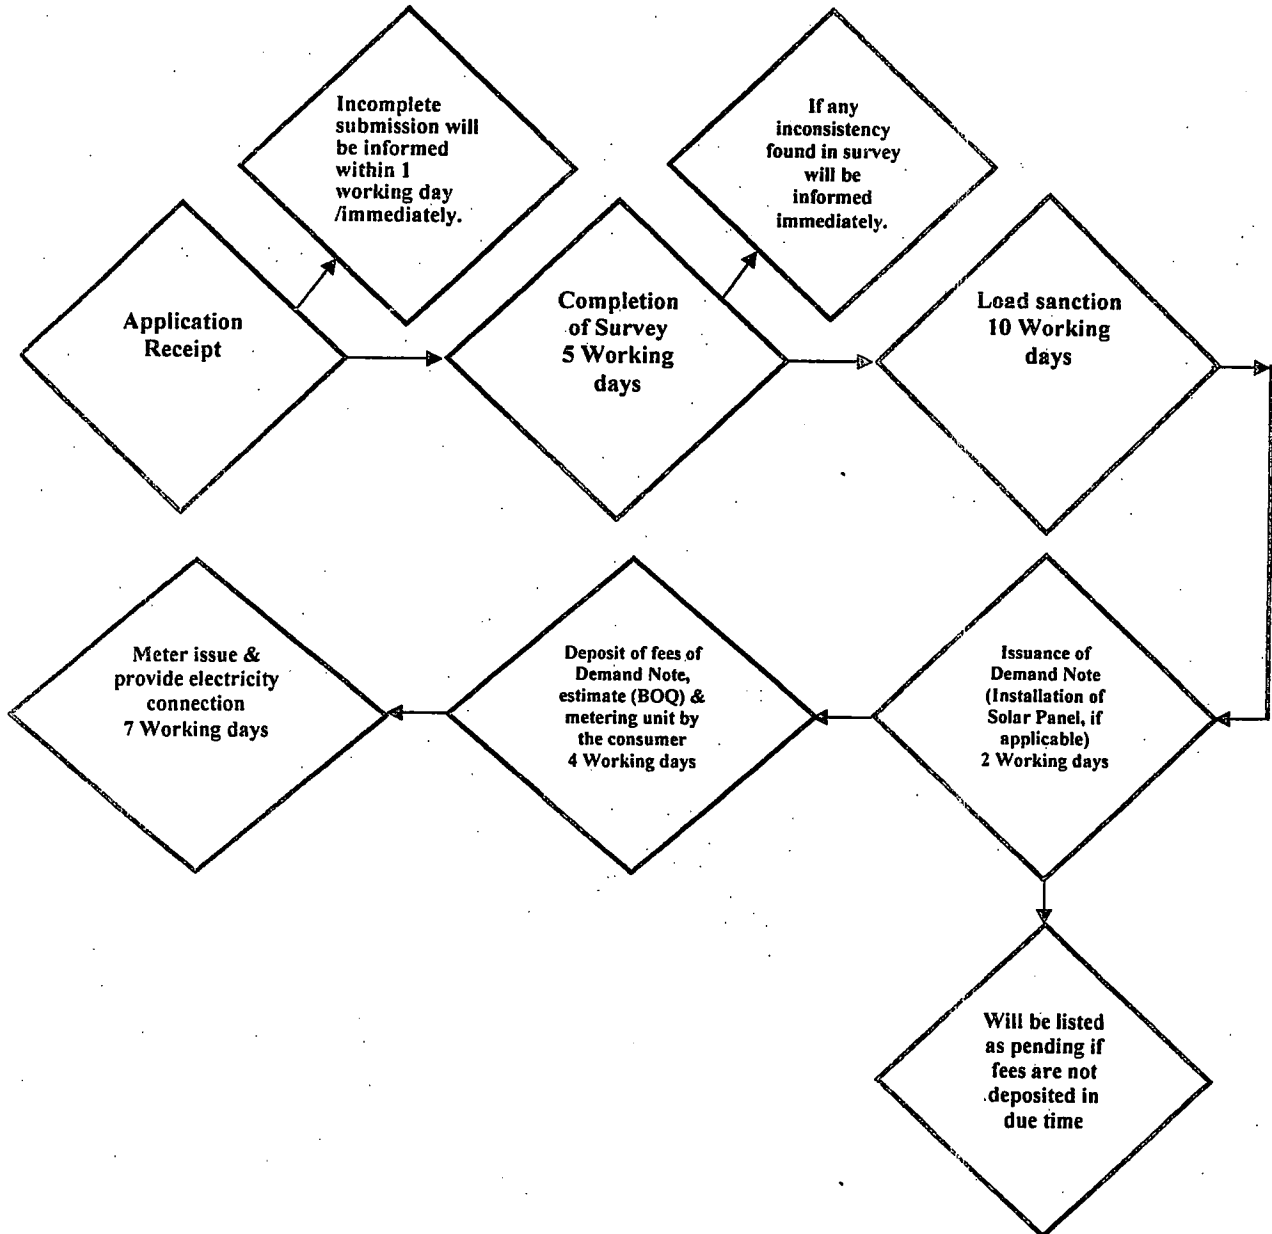 Incomplete
submission will
be informed
within 1
working day
/immediately.
If any
inconsistency
found in survey
will be
informed
immediately.
Application
Receipt
Completion
of Survey
5 Working
days
Load sanction
10 Working
days
Meter issue &
provide electricity
connection
7 Working days
Deposit of fees of
Demand Note,
estimate (BOQ) &
metering unit by
the consumer
4 Working days
Issuance of
Demand Note
(Installation of
Solar Panel, if
applicable)
2 Working days
Will be listed
as pending if
fees are not
deposited in
due time